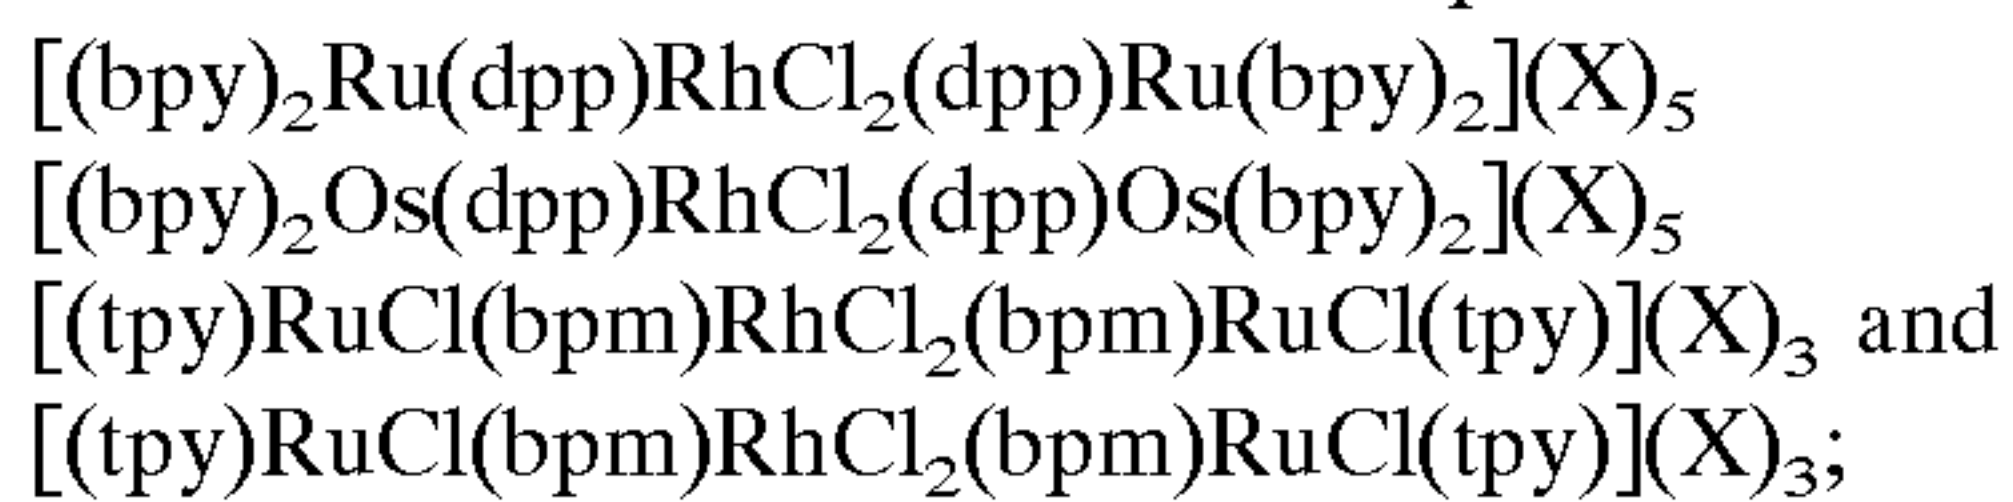 [(bpy)₂Ru(dpp)RhCl₂(dpp)Ru(bpy)₂](X)₅
[(bpy)₂Os(dpp)RhCl₂(dpp)Os(bpy)₂](X)₅
[(tpy)RuCl(bpm)RhCl₂(bpm)RuCl(tpy)](X)₃ and
[(tpy)RuCl(bpm)RhCl₂(bpm)RuCl(tpy)](X)₃;